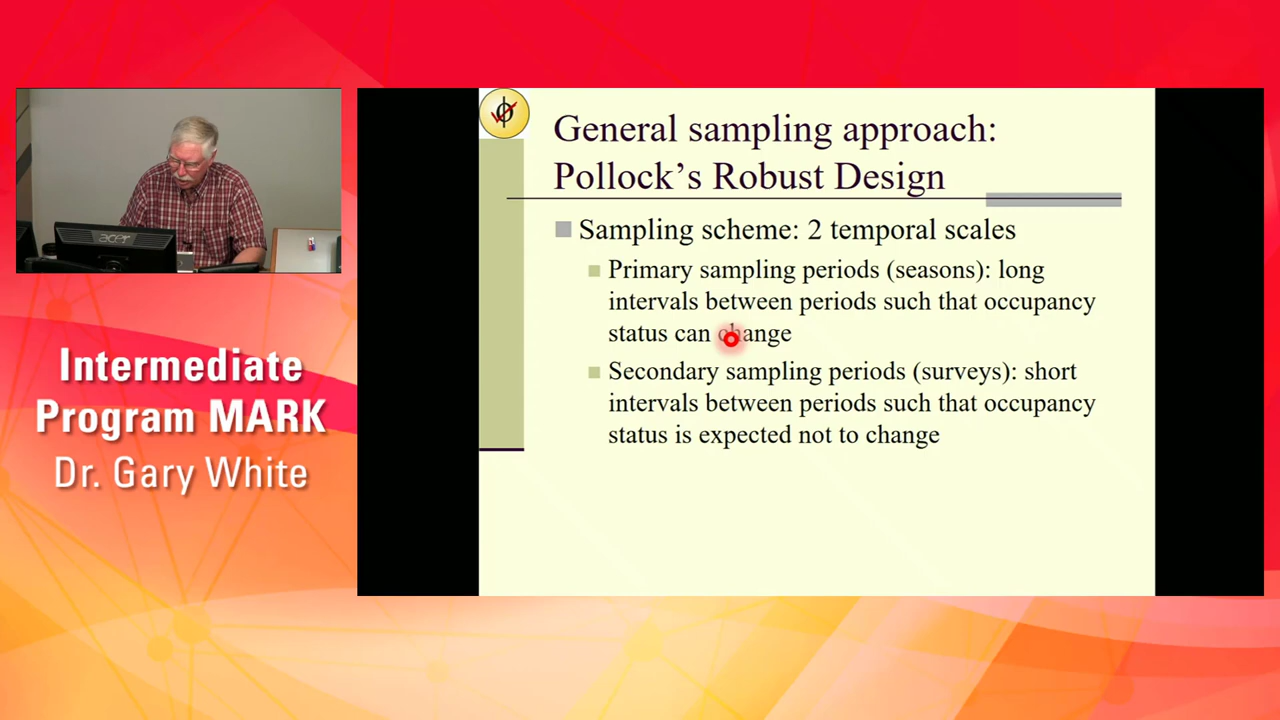 General sampling approach:
Pollock's Robust Design
Sampling scheme: 2 temporal scales
Primary sampling periods (seasons): long
intervals between periods such that occupancy
status can change
Secondary sampling periods (surveys): short
intervals between periods such that occupancy
status is expected not to change
acer
Intermediate
Program MARK
Dr. Gary White